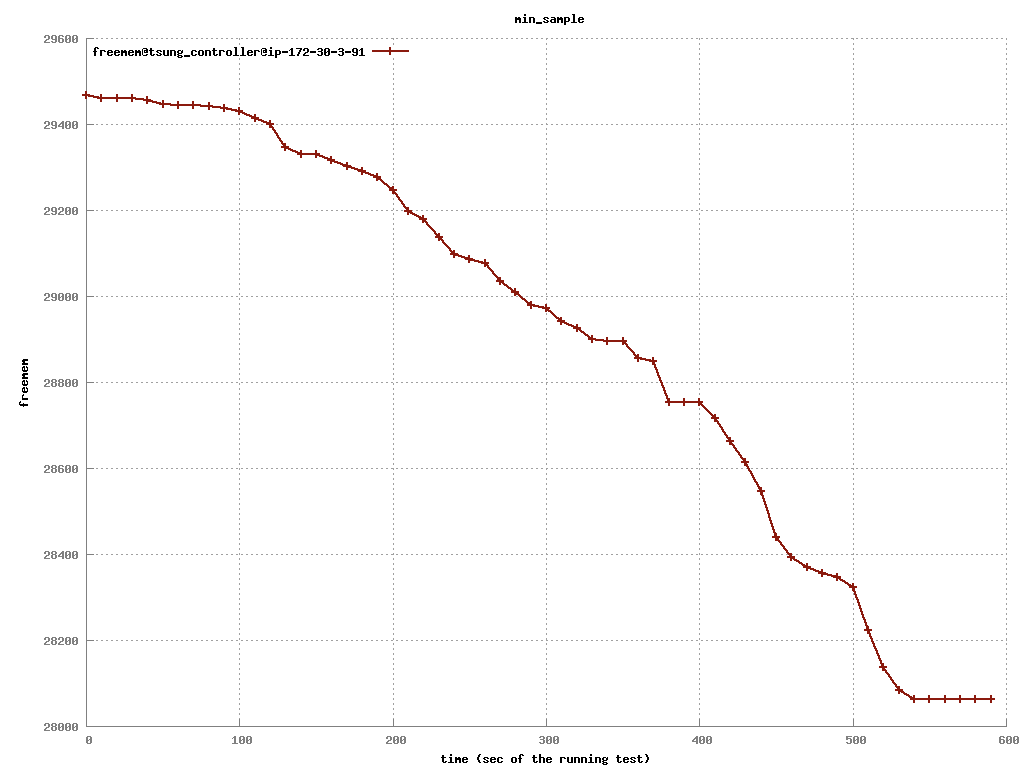 min_sample
freemem@tsung_controller@ip-172-30-3-91
29600
29400
29200
29000
28800
28600
28400
28200
28000
freemem
0 100 200 300 400 500 600
time (sec of the running test)